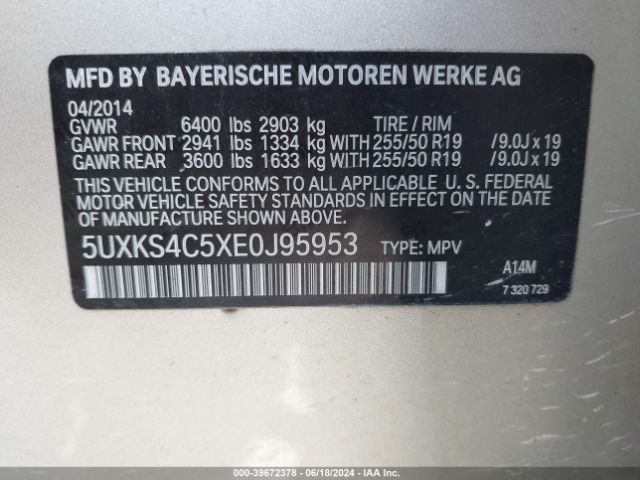 MFD BY BAYERISCHE MOTOREN WERKE AG
04/2014
GVWR 6400 lbs 2903 kg TIRE / RIM
GAWR FRONT 2941 lbs 1334 kg WITH 255/50 R19 /9.0J x 19
GAWR REAR 3600 lbs 1633 kg WITH 255/50 R19 /9.0J x 19
THIS VEHICLE CONFORMS TO ALL APPLICABLE U. S. FEDERAL
MOTOR VEHICLE SAFETY STANDARDS IN EFFECT ON THE DATE
OF MANUFACTURE SHOWN ABOVE.
5UXKS4C5XE0J95953 TYPE: MPV
A14M
7 320 729
000-39672378 - 06/18/2024 - IAA Inc.